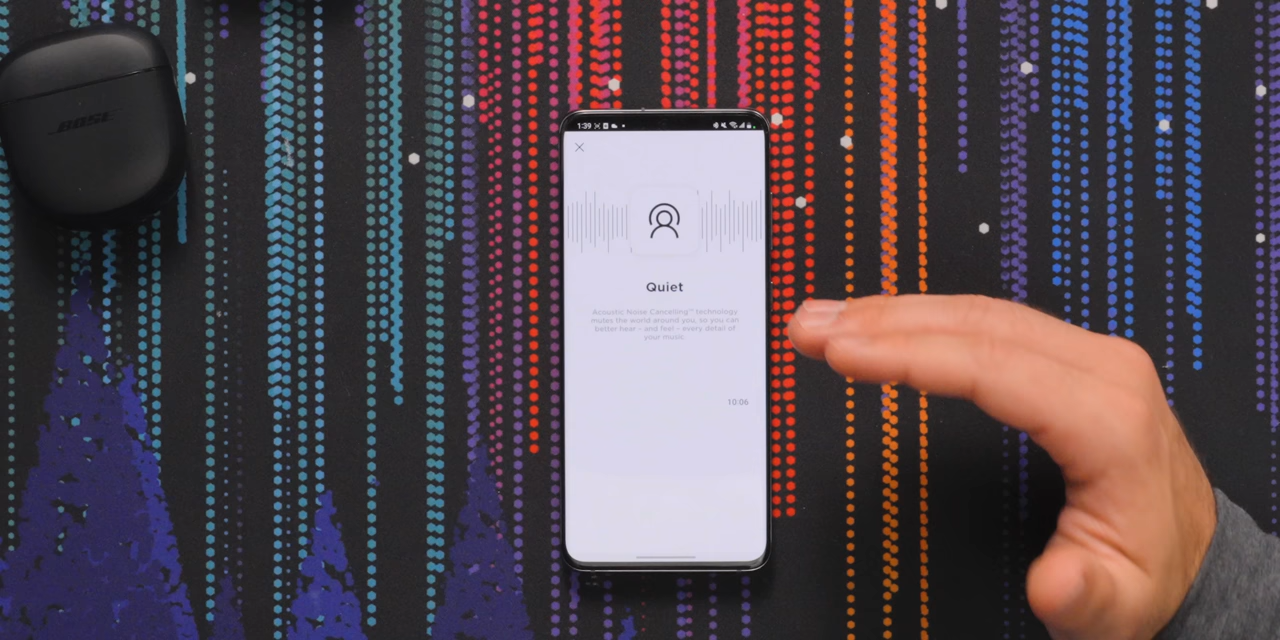 BOSE
1:39
Quiet
Acoustic Noise Cancelling™ technology
mutes the world around you, so you can
better hear – and feel – every detail of
your music.
10:06